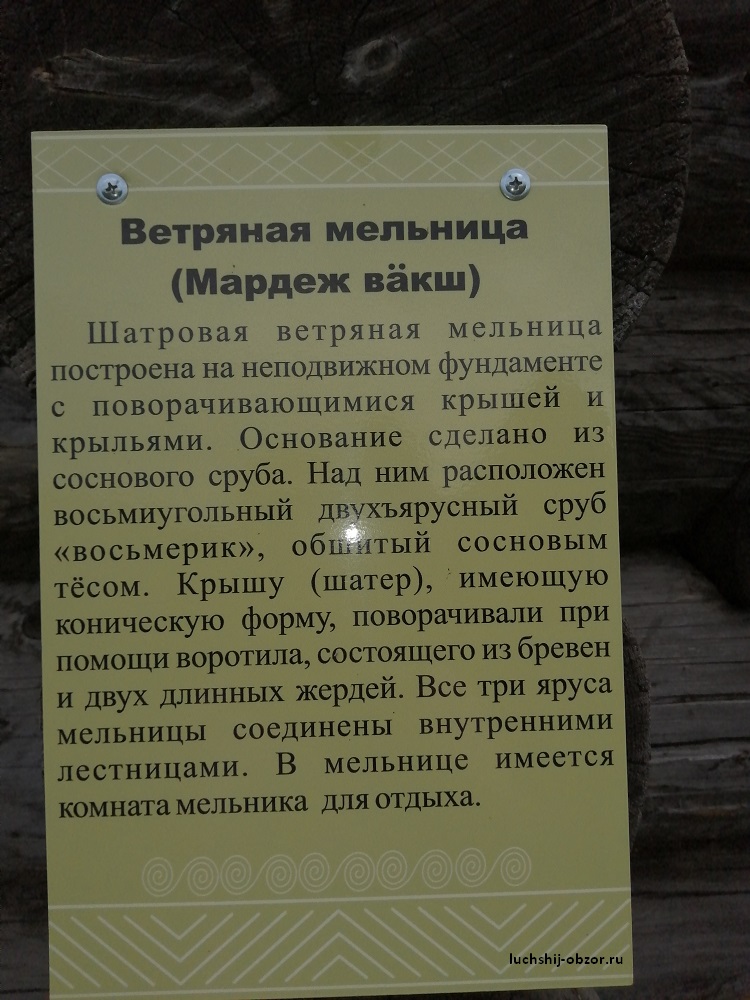 Ветряная мельница
(Мардеж вäкш)
Шатровая ветряная мельница
построена на неподвижном фундаменте
с поворачивающимися крышей и
крыльями. Основание сделано из
соснового сруба. Над ним расположен
восьмиугольный двухъярусный сруб
«восьмерик», обшитый сосновым
тёсом. Крышу (шатер), имеющую
коническую форму, поворачивали при
помощи воротила, состоящего из бревен
и двух длинных жердей. Все три яруса
мельницы соединены внутренними
лестницами. В мельнице имеется
комната мельника для отдыха.
luchshij-obzor.ru